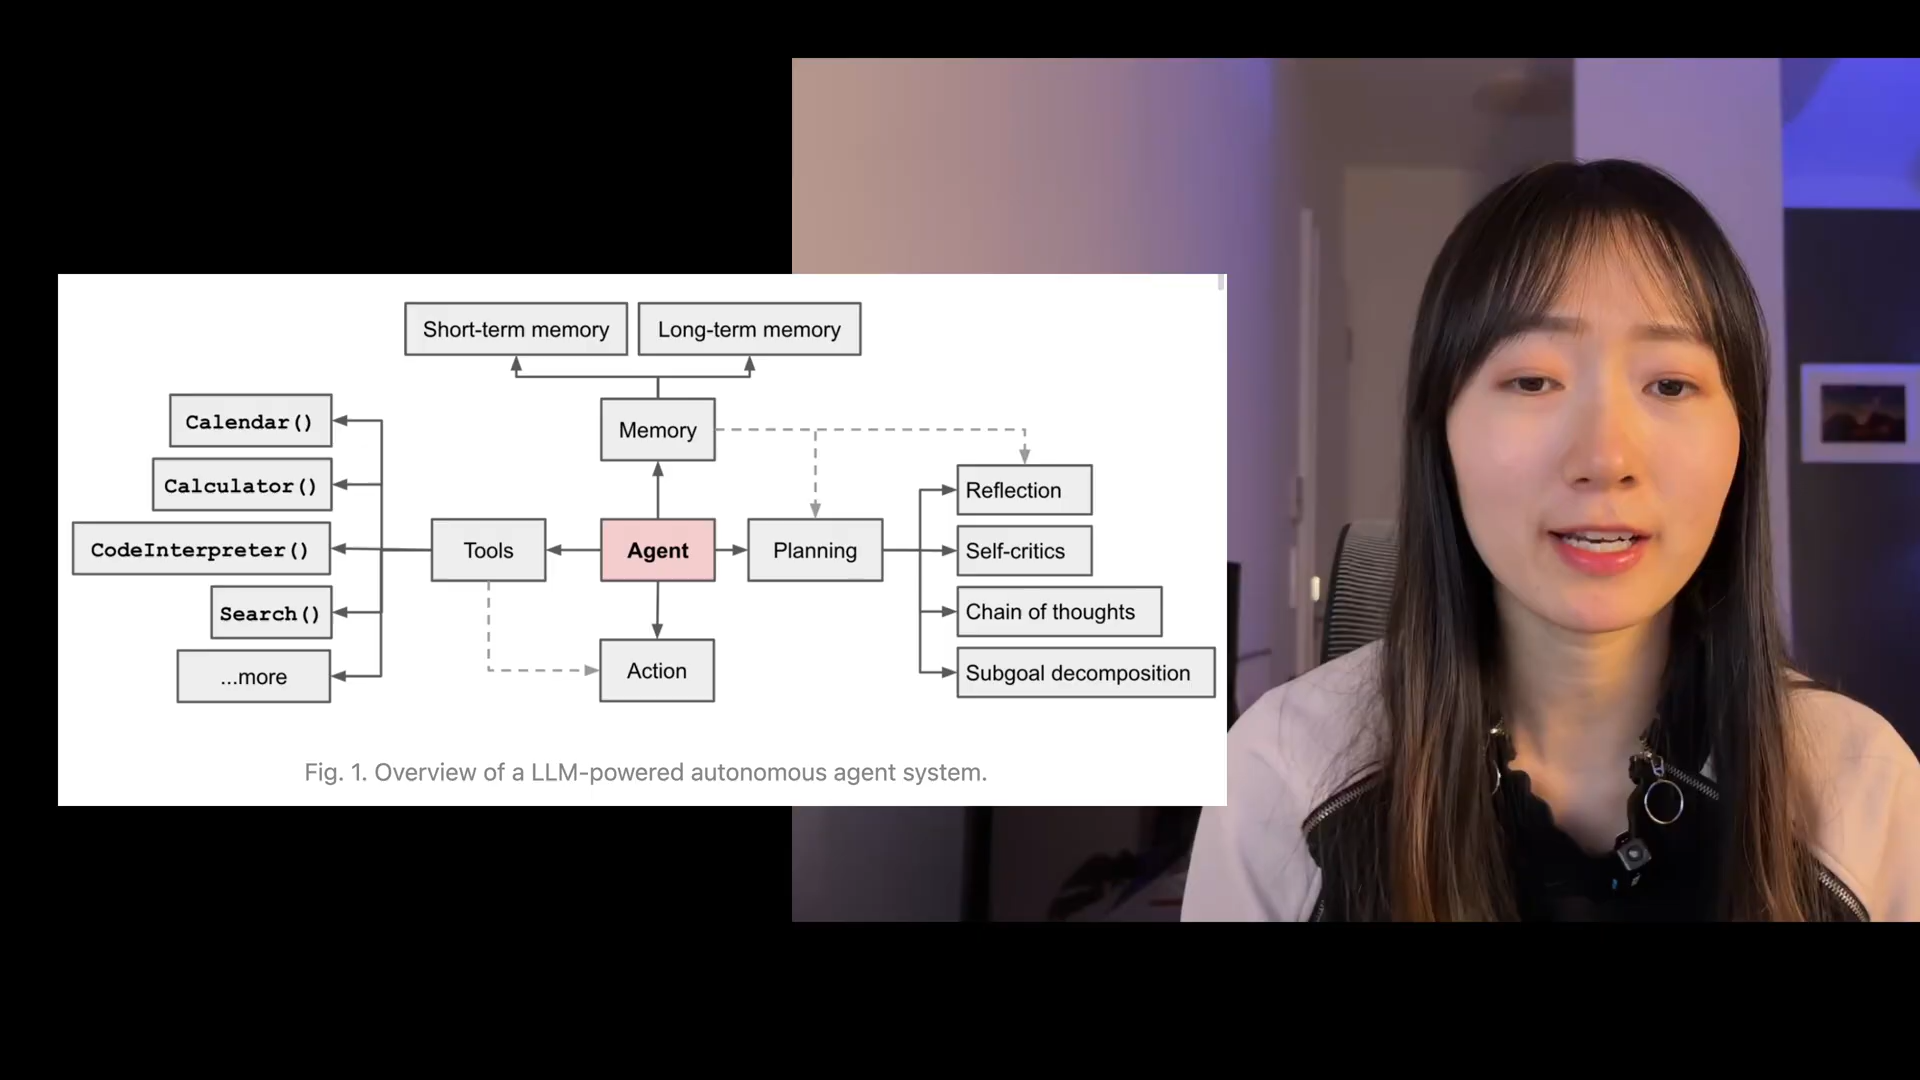 Short-term memory
Long-term memory
Calendar()
Memory
Calculator()
Reflection
CodeInterpreter()
Tools
Agent
Planning
Self-critics
Search()
Chain of thoughts
...more
Action
Subgoal decomposition
Fig. 1. Overview of a LLM-powered autonomous agent system.